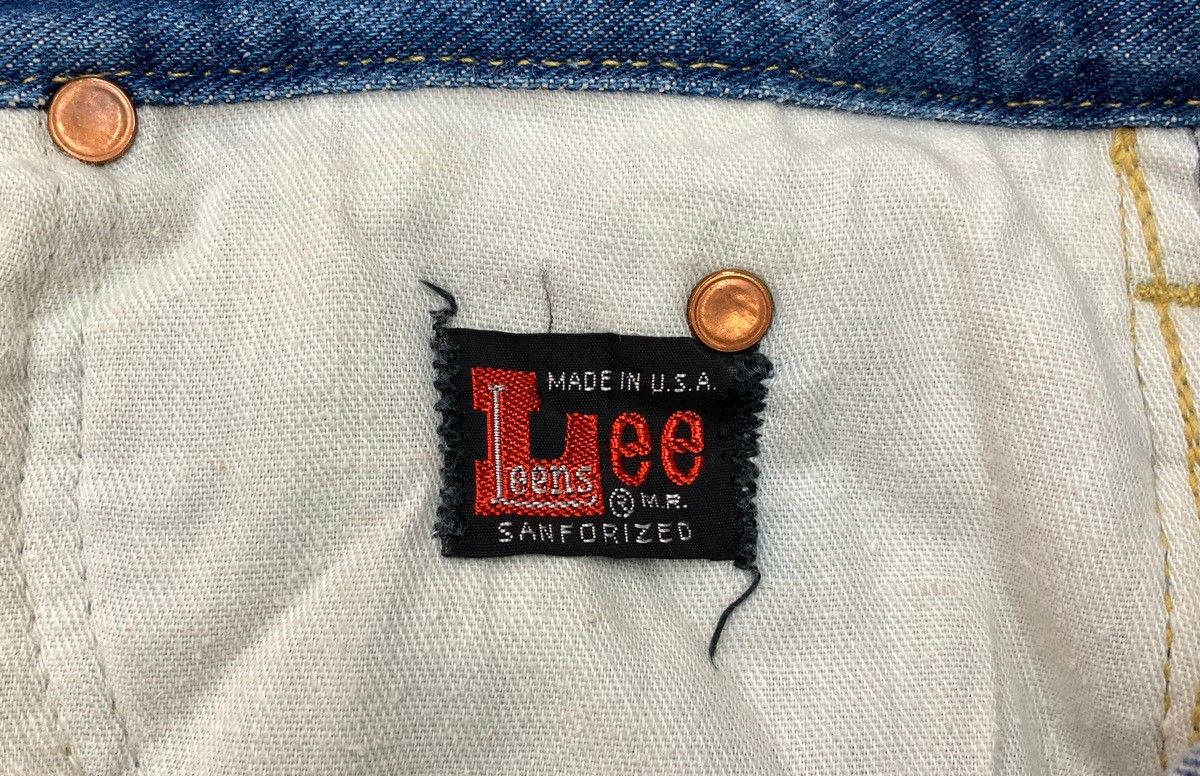 MADE IN U.S.A.
Lee
leens
® M.R.
SANFORIZED